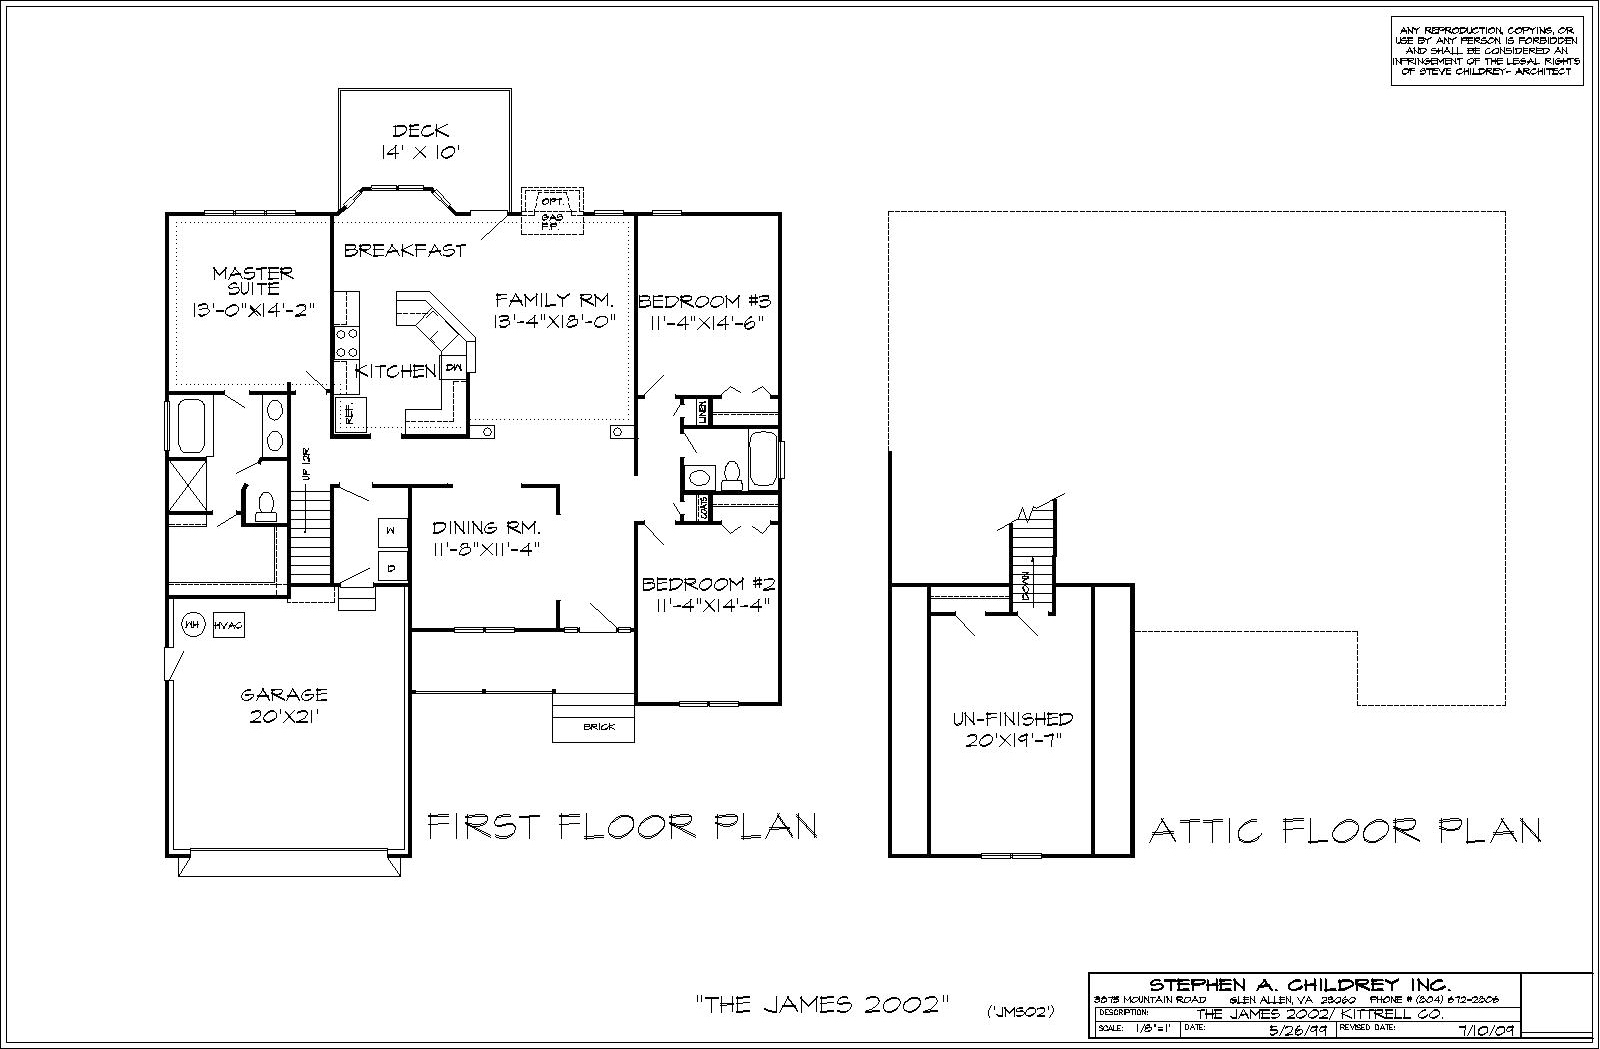 ANY REPRODUCTION, COPYING, OR
USE BY ANY PERSON IS FORBIDDEN
AND SHALL BE CONSIDERED AN
INFRINGEMENT OF THE LEGAL RIGHTS
OF STEVE CHILDREY- ARCHITECT
DECK
14' X 10'
OPT.
GAS
F.P.
BREAKFAST
MASTER
SUITE
13'-0"X14'-2"
FAMILY RM.
13'-4"X18'-0"
BEDROOM #3
11'-4"X14'-6"
KITCHEN
DW
REF.
LINEN
UP 12R
COATS
W
D
DINING RM.
11'-8"X11'-4"
BEDROOM #2
11'-4"X14'-4"
WH
HVAC
GARAGE
20'X21'
BRICK
FIRST FLOOR PLAN
DOWN
UN-FINISHED
20'X19'-7"
ATTIC FLOOR PLAN
"THE JAMES 2002"
('JMS02')
STEPHEN A. CHILDREY INC.
3873 MOUNTAIN ROAD GLEN ALLEN, VA 23060 PHONE # (804) 672-2806
DESCRIPTION: THE JAMES 2002/ KITTRELL CO.
SCALE: 1/8"=1' DATE: 5/26/99 REVISED DATE: 7/10/09